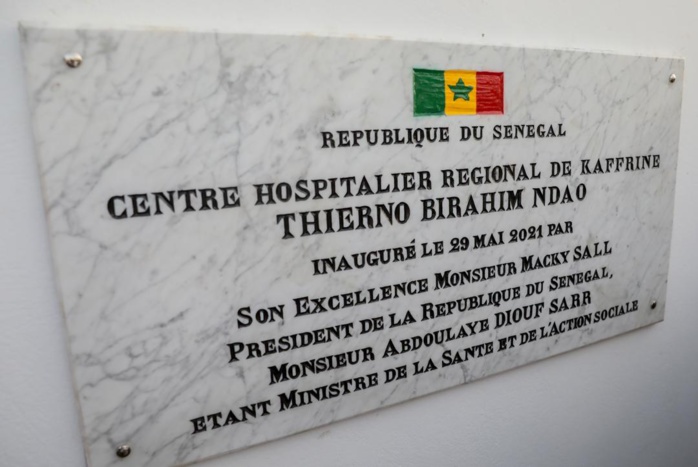 REPUBLIQUE DU SENEGAL
CENTRE HOSPITALIER REGIONAL DE KAFFRINE
THIERNO BIRAHIM NDAO
INAUGURÉ LE 29 MAI 2021 PAR
SON EXCELLENCE MONSIEUR MACKY SALL
PRESIDENT DE LA REPUBLIQUE DU SENEGAL,
MONSIEUR ABDOULAYE DIOUF SARR
ETANT MINISTRE DE LA SANTE ET DE L'ACTION SOCIALE